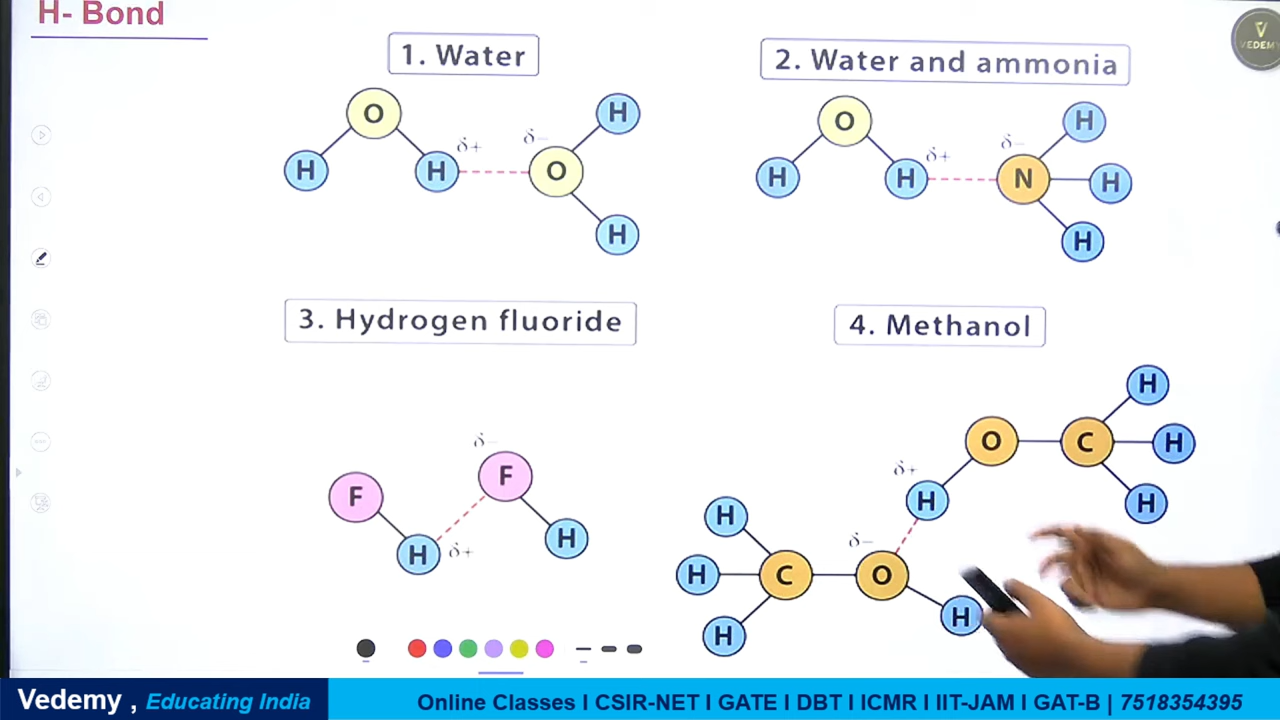 H- Bond
VEDEMY
1. Water
2. Water and ammonia
O
H
H
δ+
δ−
O
H
H
O
H
H
δ+
δ−
N
H
H
H
3. Hydrogen fluoride
4. Methanol
F
H
δ+
δ−
F
H
H
H
H
C
O
δ−
H
δ+
H
O
C
H
H
H
Vedemy , Educating India
Online Classes I CSIR-NET I GATE I DBT I ICMR I IIT-JAM I GAT-B | 7518354395